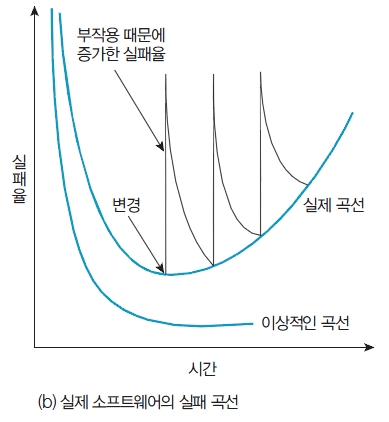 부작용 때문에
증가한 실패율
실패율
변경
실제 곡선
이상적인 곡선
시간
(b) 실제 소프트웨어의 실패 곡선